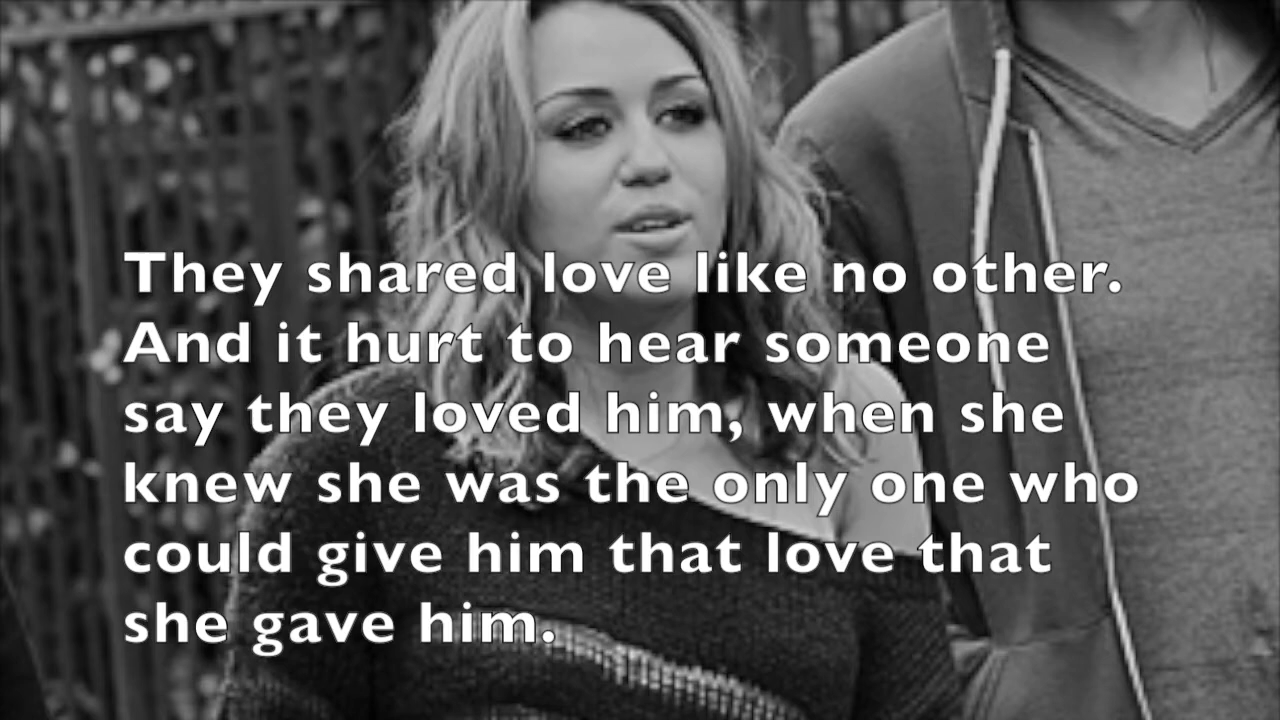 They shared love like no other.
And it hurt to hear someone
say they loved him, when she
knew she was the only one who
could give him that love that
she gave him.